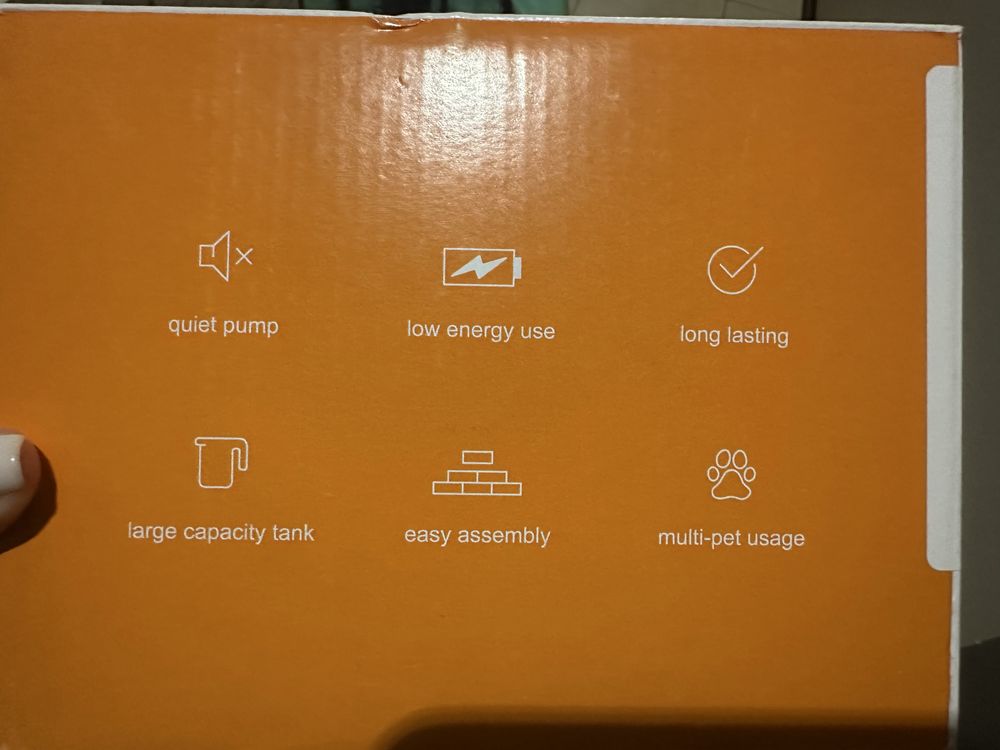 quiet pump
low energy use
long lasting
large capacity tank
easy assembly
multi-pet usage